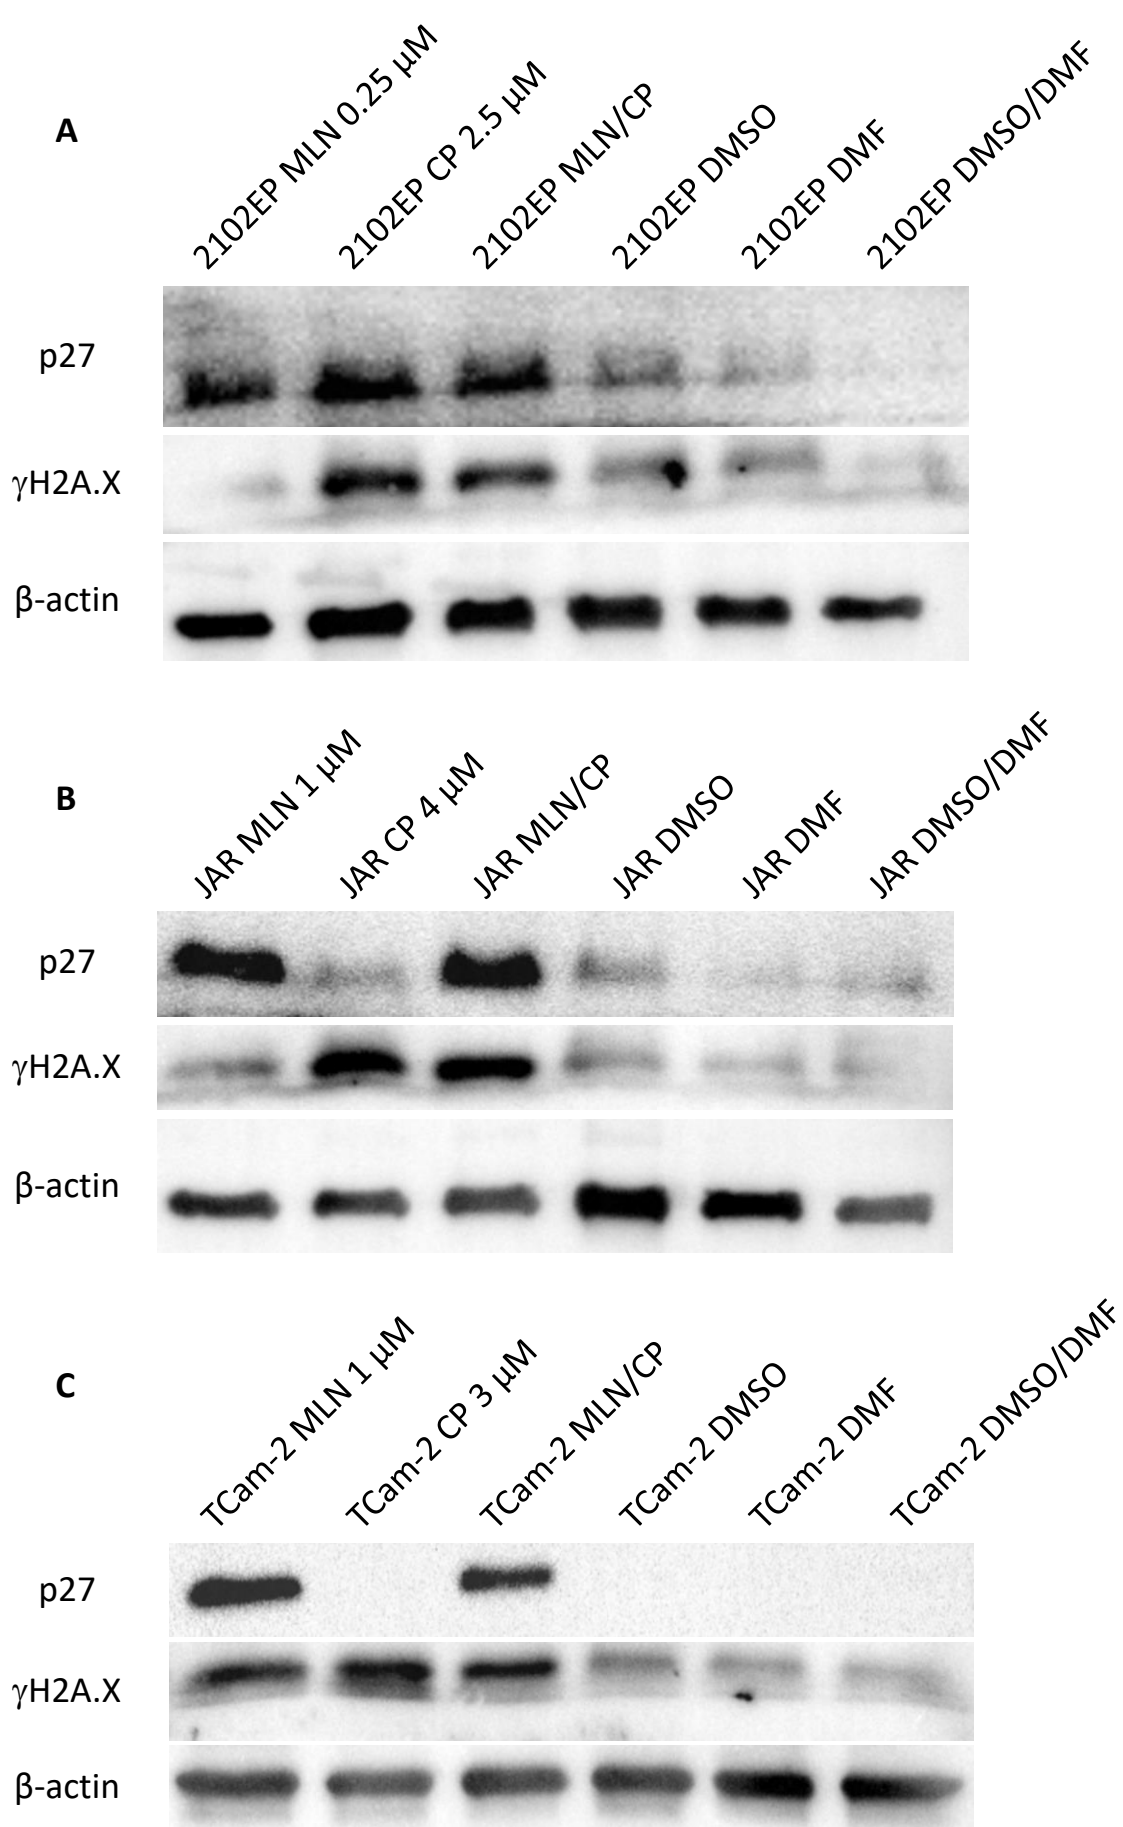 A
2102EP MLN 0.25 µM
2102EP CP 2.5 µM
2102EP MLN/CP
2102EP DMSO
2102EP DMF
2102EP DMSO/DMF
p27
γH2A.X
β-actin
B
JAR MLN 1 µM
JAR CP 4 µM
JAR MLN/CP
JAR DMSO
JAR DMF
JAR DMSO/DMF
p27
γH2A.X
β-actin
C
TCam-2 MLN 1 µM
TCam-2 CP 3 µM
TCam-2 MLN/CP
TCam-2 DMSO
TCam-2 DMF
TCam-2 DMSO/DMF
p27
γH2A.X
β-actin